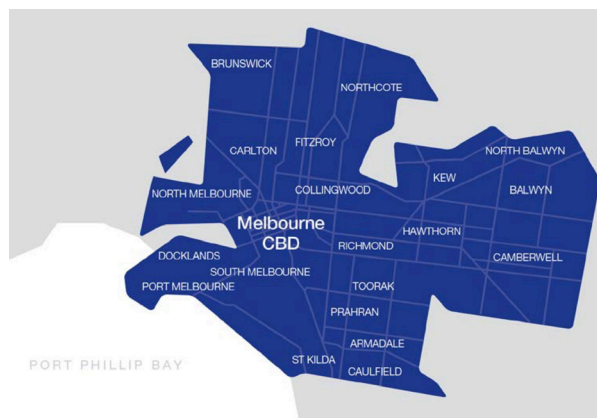 BRUNSWICK
NORTHCOTE
FITZROY
CARLTON
NORTH BALWYN
KEW
NORTH MELBOURNE
COLLINGWOOD
BALWYN
Melbourne
CBD
HAWTHORN
RICHMOND
DOCKLANDS
CAMBERWELL
SOUTH MELBOURNE
PORT MELBOURNE
TOORAK
PRAHRAN
ARMADALE
PORT PHILLIP BAY
ST KILDA
CAULFIELD